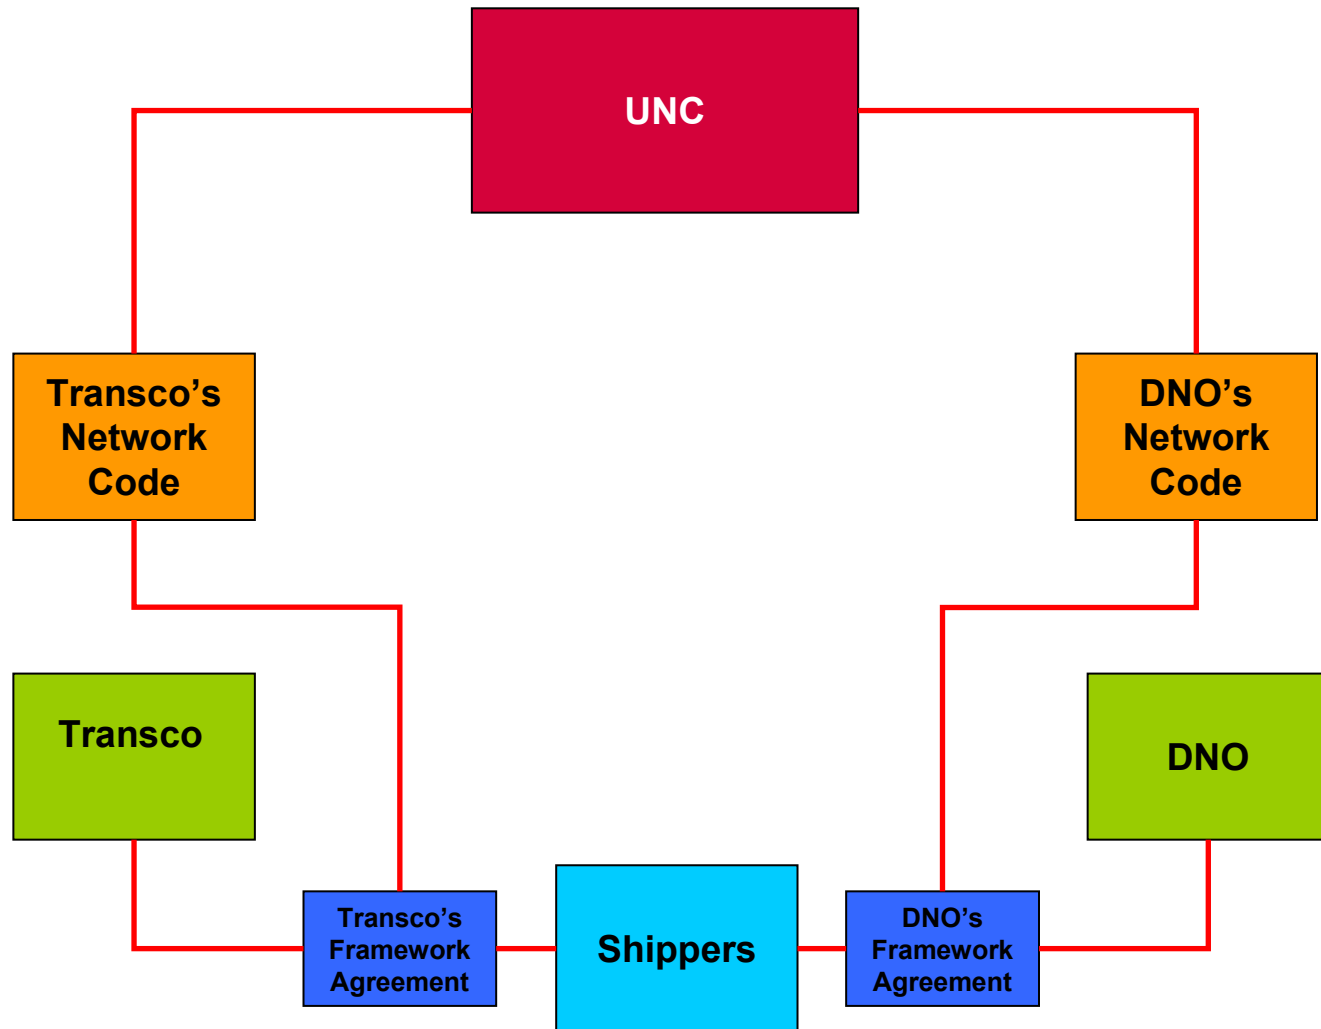 UNC
Transco’s
Network
Code
DNO’s
Network
Code
Transco
DNO
Transco’s
Framework
Agreement
Shippers
DNO’s
Framework
Agreement